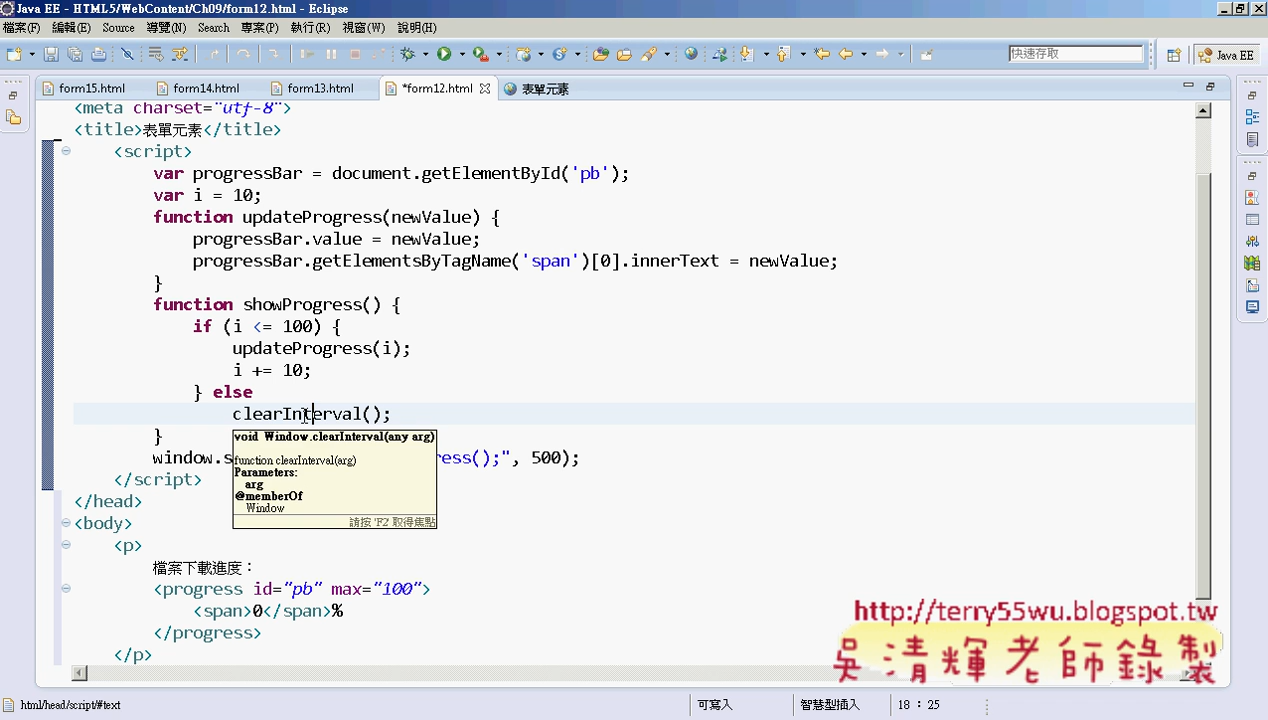 Java EE - HTML5/WebContent/Ch09/form12.html - Eclipse
檔案(F) 編輯(E) Source 導覽(N) Search 專案(P) 執行(R) 視窗(W) 說明(H)
快速存取 Java EE
form15.html form14.html form13.html *form12.html 表單元素
<meta charset="utf-8">
<title>表單元素</title>
<script>
var progressBar = document.getElementById('pb');
var i = 10;
function updateProgress(newValue) {
progressBar.value = newValue;
progressBar.getElementsByTagName('span')[0].innerText = newValue;
}
function showProgress() {
if (i <= 100) {
updateProgress(i);
i += 10;
} else
clearInterval();
}
void Window.clearInterval(any arg)
window.s ress();", 500);
function clearInterval(arg)
Parameters:
arg
@memberOf
Window
請按 'F2' 取得焦點
</script>
</head>
<body>
<p>
檔案下載進度：
<progress id="pb" max="100">
<span>0</span>%
</progress>
</p>
http://terry55wu.blogspot.tw
吳清輝老師錄製
html/head/script/#text 可寫入 智慧型插入 18 : 25